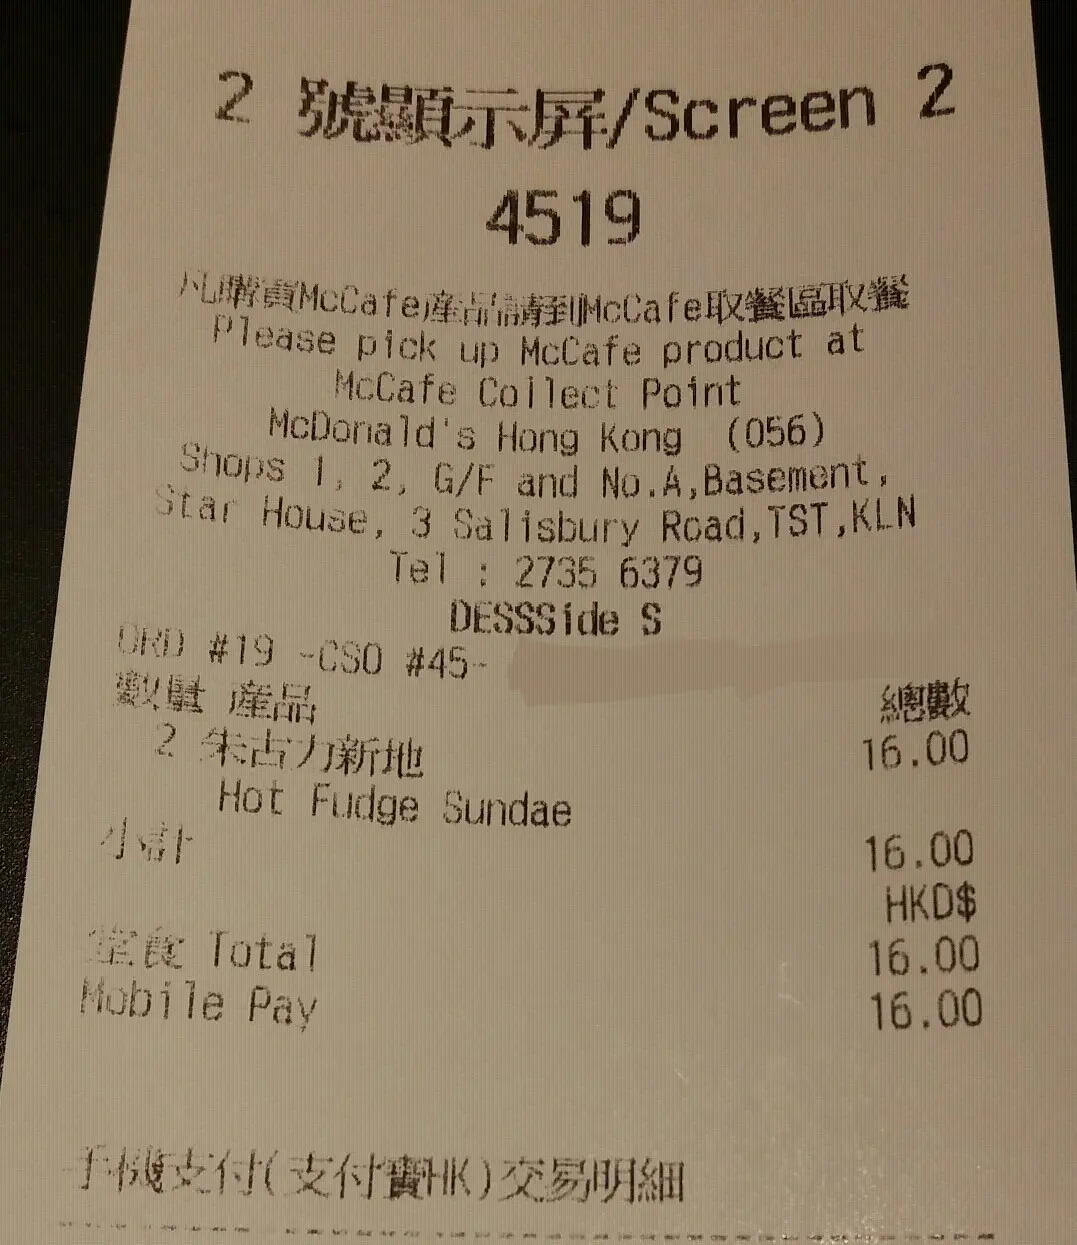 2 號顯示屏/Screen 2
4519
凡購買McCafe產品請到McCafe取餐區取餐
Please pick up McCafe product at
McCafe Collect Point
McDonald's Hong Kong (056)
Shops 1, 2, G/F and No.A,Basement,
Star House, 3 Salisbury Road,TST,KLN
Tel : 2735 6379
DESSSide S
ORD #19 -CSO #45-
數量 產品 總數
2 朱古力新地 16.00
Hot Fudge Sundae
小計 16.00
HKD$
堂食 Total 16.00
Mobile Pay 16.00
手機支付(支付寶HK)交易明細